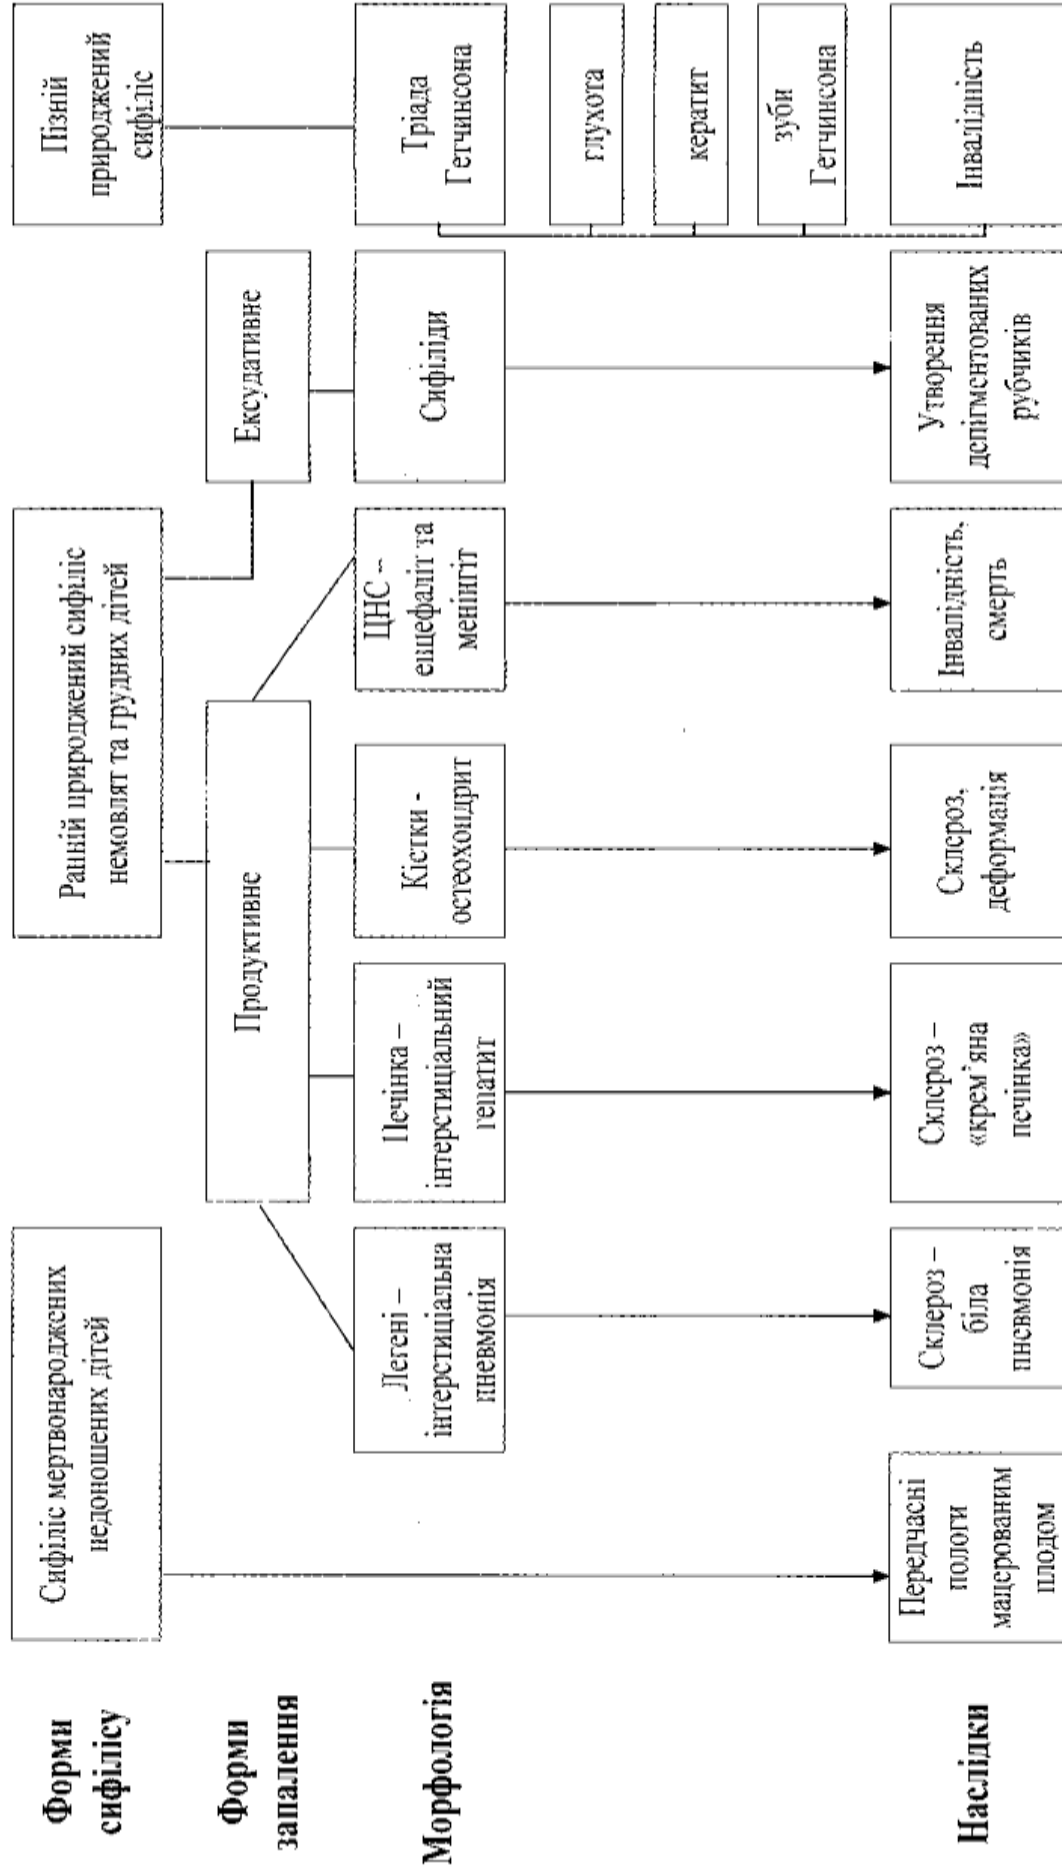 Форми
сифілісу
Сифіліс мертвонароджених
недоношених дітей
Ранній природжений сифіліс
немовлят та грудних дітей
Пізній
природжений
сифіліс
Форми
запалення
Продуктивне
Ексудативне
Морфологія
Легені –
інтерстиціальна
пневмонія
Печінка –
інтерстиціальний
гепатит
Кістки -
остеохондрит
ЦНС –
енцефаліт та
менінгіт
Сифіліди
Тріада
Гетчинсона
глухота
кератит
зуби
Гетчинсона
Наслідки
Передчасні
пологи
мацерованим
плодом
Склероз –
біла
пневмонія
Склероз –
«крем`яна
печінка»
Склероз,
деформація
Інвалідність,
смерть
Утворення
депігментованих
рубчиків
Інвалідність